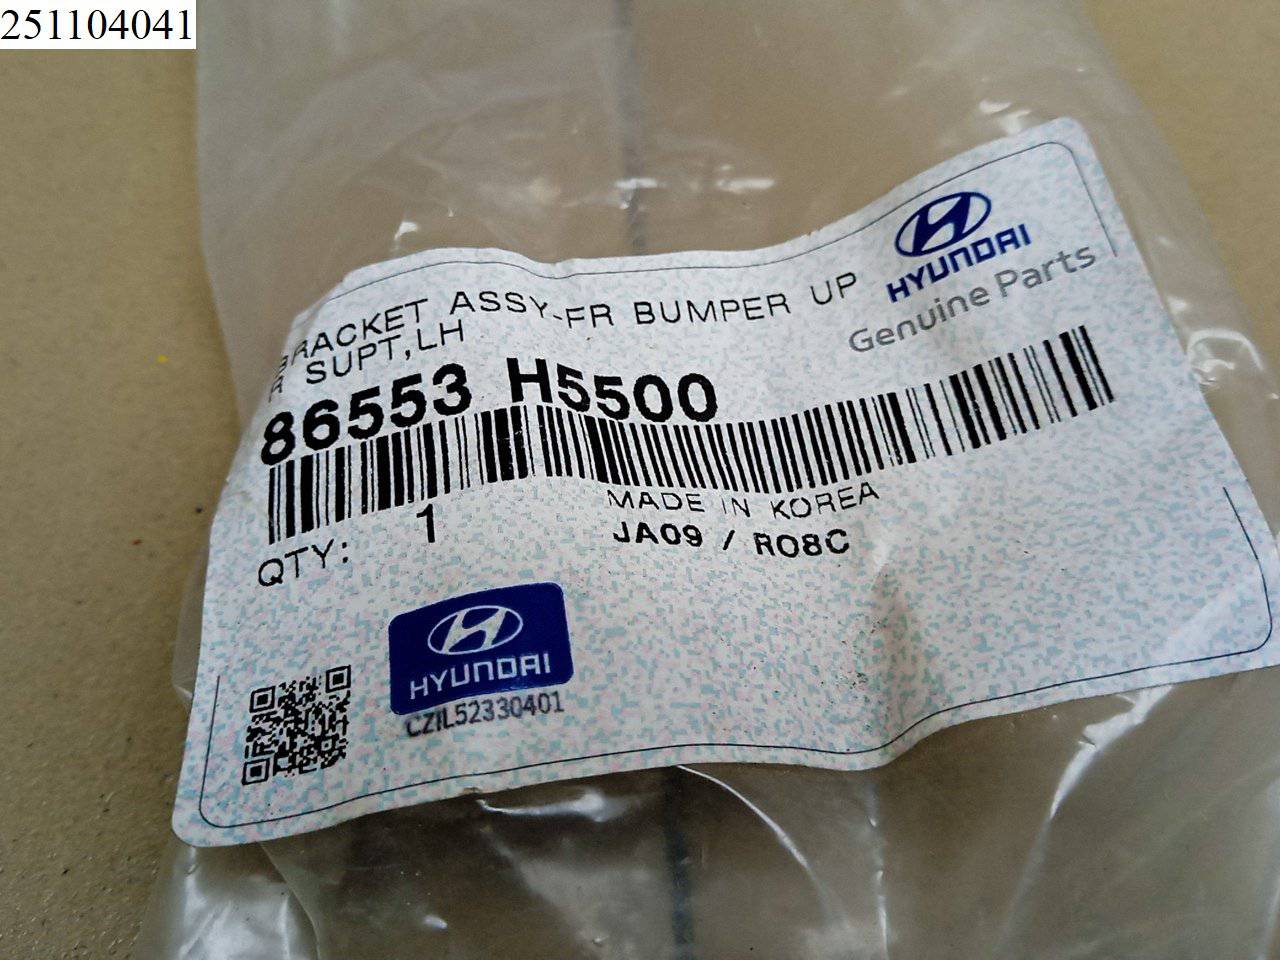 251104041
HYUNDAI
Genuine Parts
BRACKET ASSY-FR BUMPER UP
R SUPT,LH
86553 H5500
QTY: 1
MADE IN KOREA
JA09 / R08C
HYUNDAI
CZIL52330401